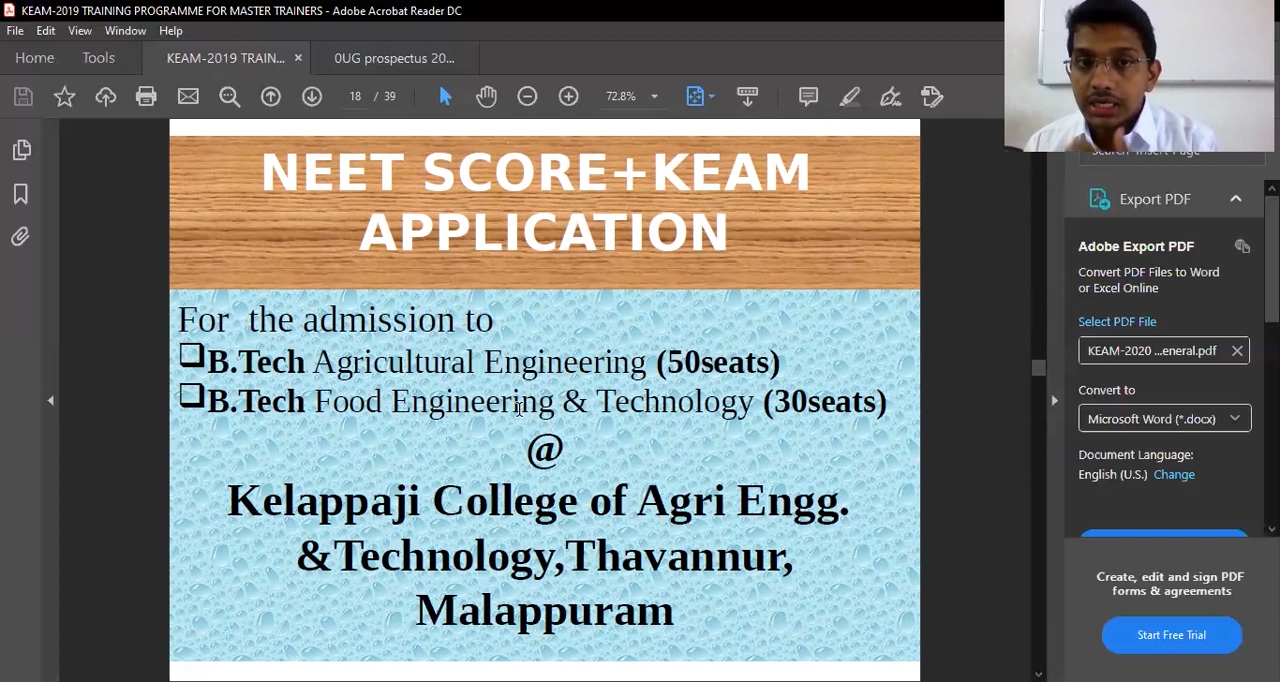 KEAM-2019 TRAINING PROGRAMME FOR MASTER TRAINERS - Adobe Acrobat Reader DC
File Edit View Window Help
Home Tools KEAM-2019 TRAIN... × 0UG prospectus 20...
18 / 39 72.8%
NEET SCORE+KEAM
APPLICATION
For the admission to
B.Tech Agricultural Engineering (50seats)
B.Tech Food Engineering & Technology (30seats)
@
Kelappaji College of Agri Engg.
&Technology,Thavannur,
Malappuram
Export PDF
Adobe Export PDF
Convert PDF Files to Word
or Excel Online
Select PDF File
KEAM-2020 ...eneral.pdf
Convert to
Microsoft Word (*.docx)
Document Language:
English (U.S.) Change
Create, edit and sign PDF
forms & agreements
Start Free Trial